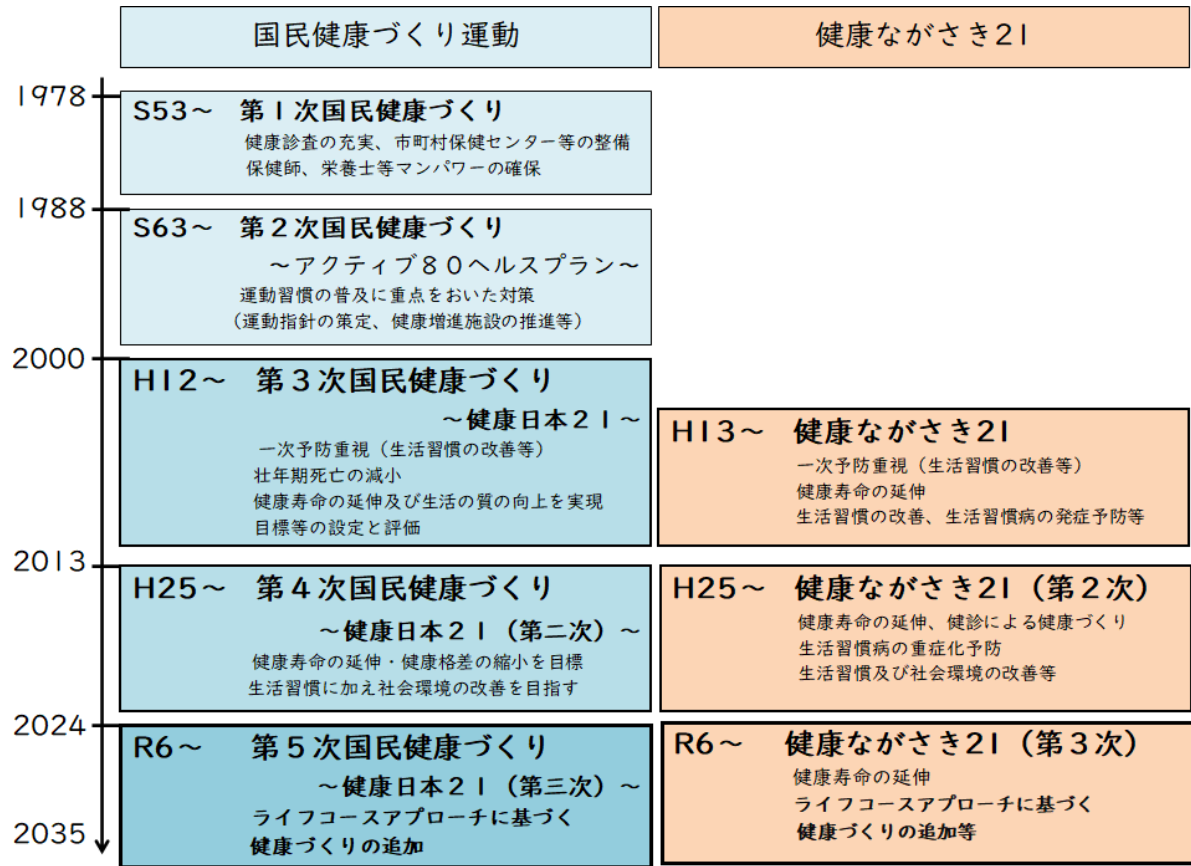 国民健康づくり運動
健康ながさき21
1978
S53～ 第1次国民健康づくり
健康診査の充実、市町村保健センター等の整備
保健師、栄養士等マンパワーの確保
1988
S63～ 第2次国民健康づくり
～アクティブ80ヘルスプラン～
運動習慣の普及に重点をおいた対策
（運動指針の策定、健康増進施設の推進等）
2000
H12～ 第3次国民健康づくり
～健康日本21～
一次予防重視（生活習慣の改善等）
壮年期死亡の減小
健康寿命の延伸及び生活の質の向上を実現
目標等の設定と評価
H13～ 健康ながさき21
一次予防重視（生活習慣の改善等）
健康寿命の延伸
生活習慣の改善、生活習慣病の発症予防等
2013
H25～ 第4次国民健康づくり
～健康日本21（第二次）～
健康寿命の延伸・健康格差の縮小を目標
生活習慣に加え社会環境の改善を目指す
H25～ 健康ながさき21（第2次）
健康寿命の延伸、健診による健康づくり
生活習慣病の重症化予防
生活習慣及び社会環境の改善等
2024
R6～ 第5次国民健康づくり
～健康日本21（第三次）～
ライフコースアプローチに基づく
健康づくりの追加
R6～ 健康ながさき21（第3次）
健康寿命の延伸
ライフコースアプローチに基づく
健康づくりの追加等
2035